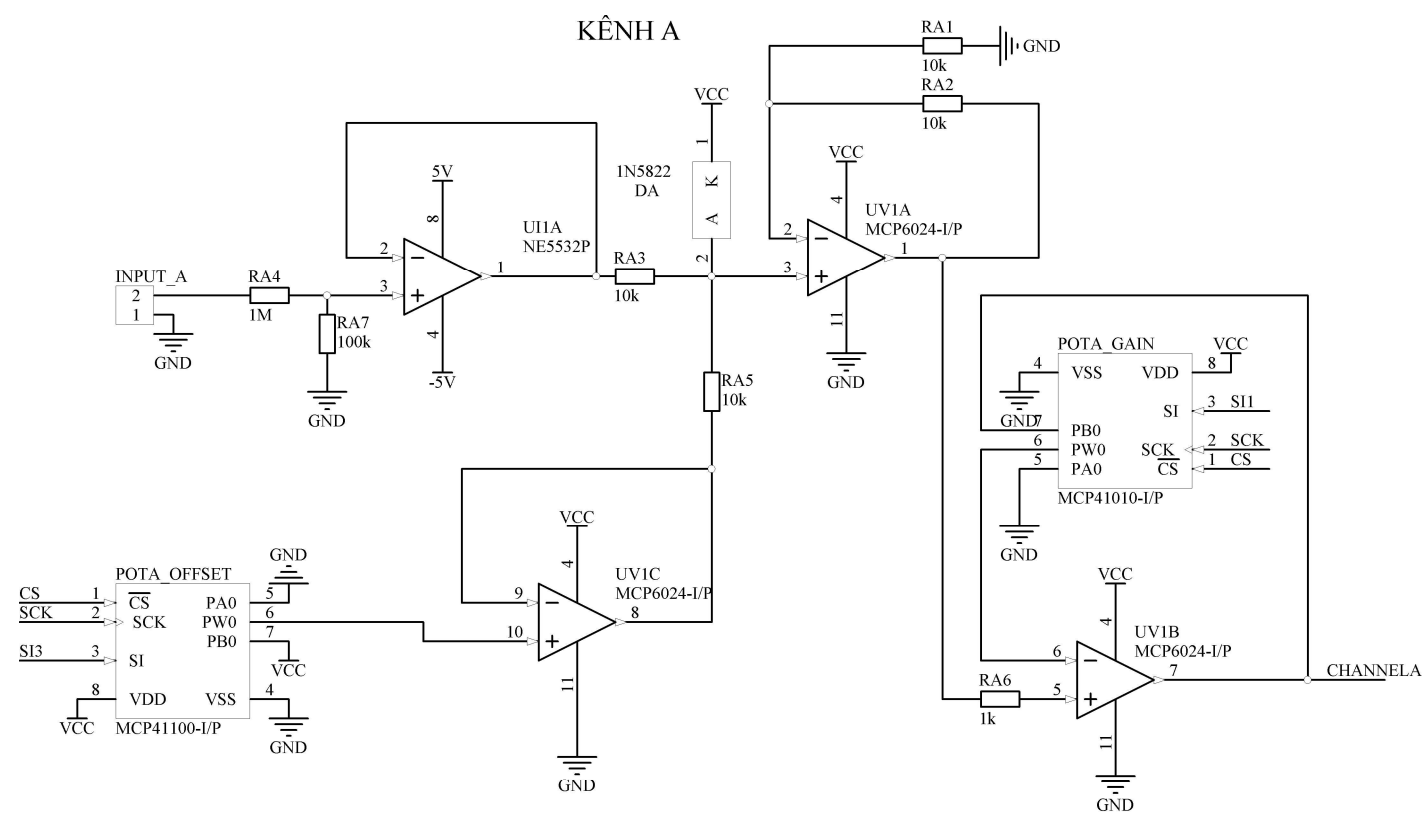 KÊNH A
RA1
10k
GND
RA2
10k
VCC
1
1N5822
DA
K
A
2
VCC
4
UV1A
MCP6024-I/P
2
3
1
11
GND
5V
8
UI1A
NE5532P
2
3
1
4
-5V
RA3
10k
INPUT_A
2
1
GND
RA4
1M
RA7
100k
GND
RA5
10k
POTA_GAIN
VCC
4
VSS
VDD
8
GND
SI
3
SI1
7
PB0
6
PW0
SCK
2
SCK
5
PA0
CS
1
CS
MCP41010-I/P
GND
VCC
4
UV1C
MCP6024-I/P
9
10
8
11
GND
GND
POTA_OFFSET
CS
1
CS
PA0
5
SCK
2
SCK
PW0
6
PB0
7
SI3
3
SI
VCC
8
VDD
VSS
4
VCC
MCP41100-I/P
GND
VCC
4
UV1B
MCP6024-I/P
6
5
7
CHANNELA
RA6
1k
11
GND